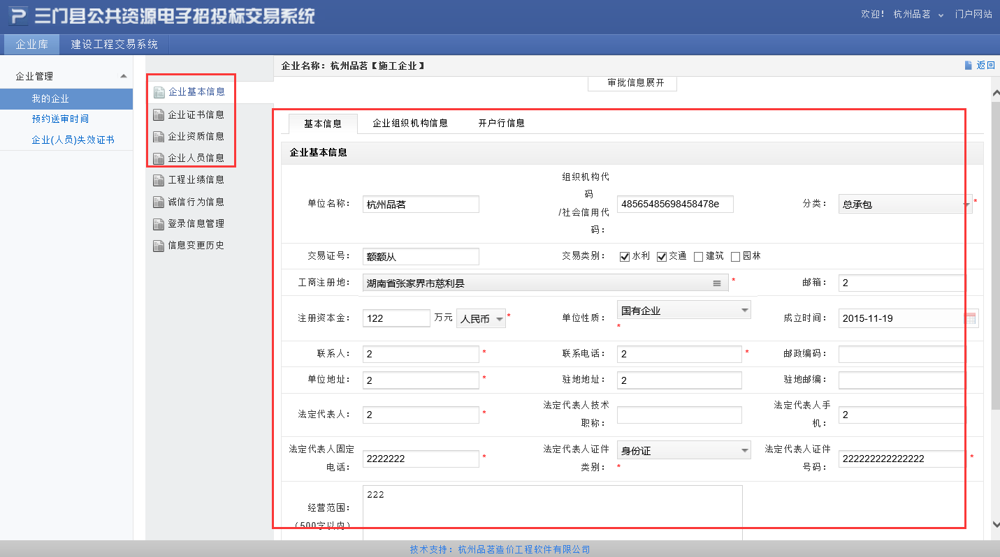 三门县公共资源电子招投标交易系统
欢迎! 杭州品茗 门户网站
企业库 建设工程交易系统
企业管理
我的企业
预约送审时间
企业(人员)失效证书
企业基本信息
企业证书信息
企业资质信息
企业人员信息
工程业绩信息
诚信行为信息
登录信息管理
信息变更历史
企业名称：杭州品茗【施工企业】 返回
审批信息展开
基本信息 企业组织机构信息 开户行信息
企业基本信息
单位名称： 杭州品茗
组织机构代
码
/社会信用代
码：
48565485698458478e
分类： 总承包 *
交易证号： 额额从 交易类别： 水利 交通 建筑 园林
工商注册地： 湖南省张家界市慈利县 * 邮箱： 2
注册资本金： 122 万元 人民币 * 单位性质： 国有企业 * 成立时间： 2015-11-19
联系人： 2 * 联系电话： 2 * 邮政编码：
单位地址： 2 * 驻地地址： 2 驻地邮编：
法定代表人： 2 *
法定代表人技术
职称：
法定代表人手
机：
2
法定代表人固定
电话：
2222222 *
法定代表人证件
类别：
身份证
*
法定代表人证件
号码：
222222222222222 *
经营范围：
（500字以内）
222
技术支持：杭州品茗造价工程软件有限公司